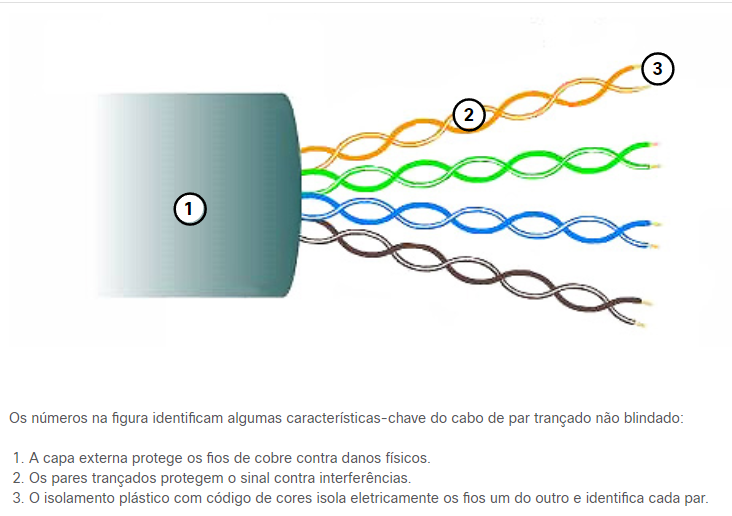 3
2
1
Os números na figura identificam algumas características-chave do cabo de par trançado não blindado:
1. A capa externa protege os fios de cobre contra danos físicos.
2. Os pares trançados protegem o sinal contra interferências.
3. O isolamento plástico com código de cores isola eletricamente os fios um do outro e identifica cada par.